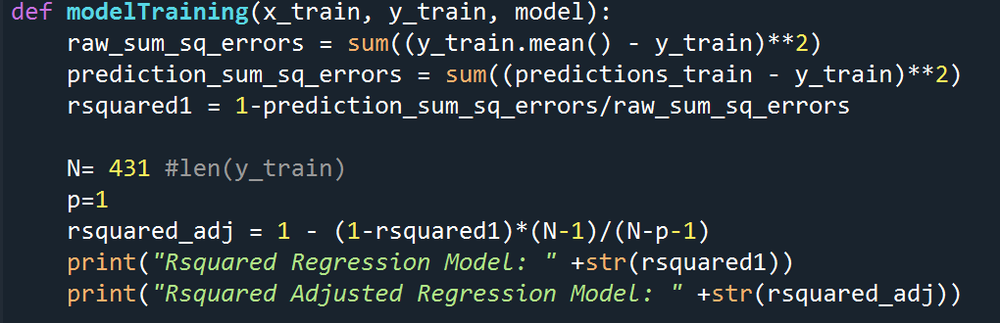 def modelTraining(x_train, y_train, model):
    raw_sum_sq_errors = sum((y_train.mean() - y_train)**2)
    prediction_sum_sq_errors = sum((predictions_train - y_train)**2)
    rsquared1 = 1-prediction_sum_sq_errors/raw_sum_sq_errors

    N= 431 #len(y_train)
    p=1
    rsquared_adj = 1 - (1-rsquared1)*(N-1)/(N-p-1)
    print("Rsquared Regression Model: " +str(rsquared1))
    print("Rsquared Adjusted Regression Model: " +str(rsquared_adj))